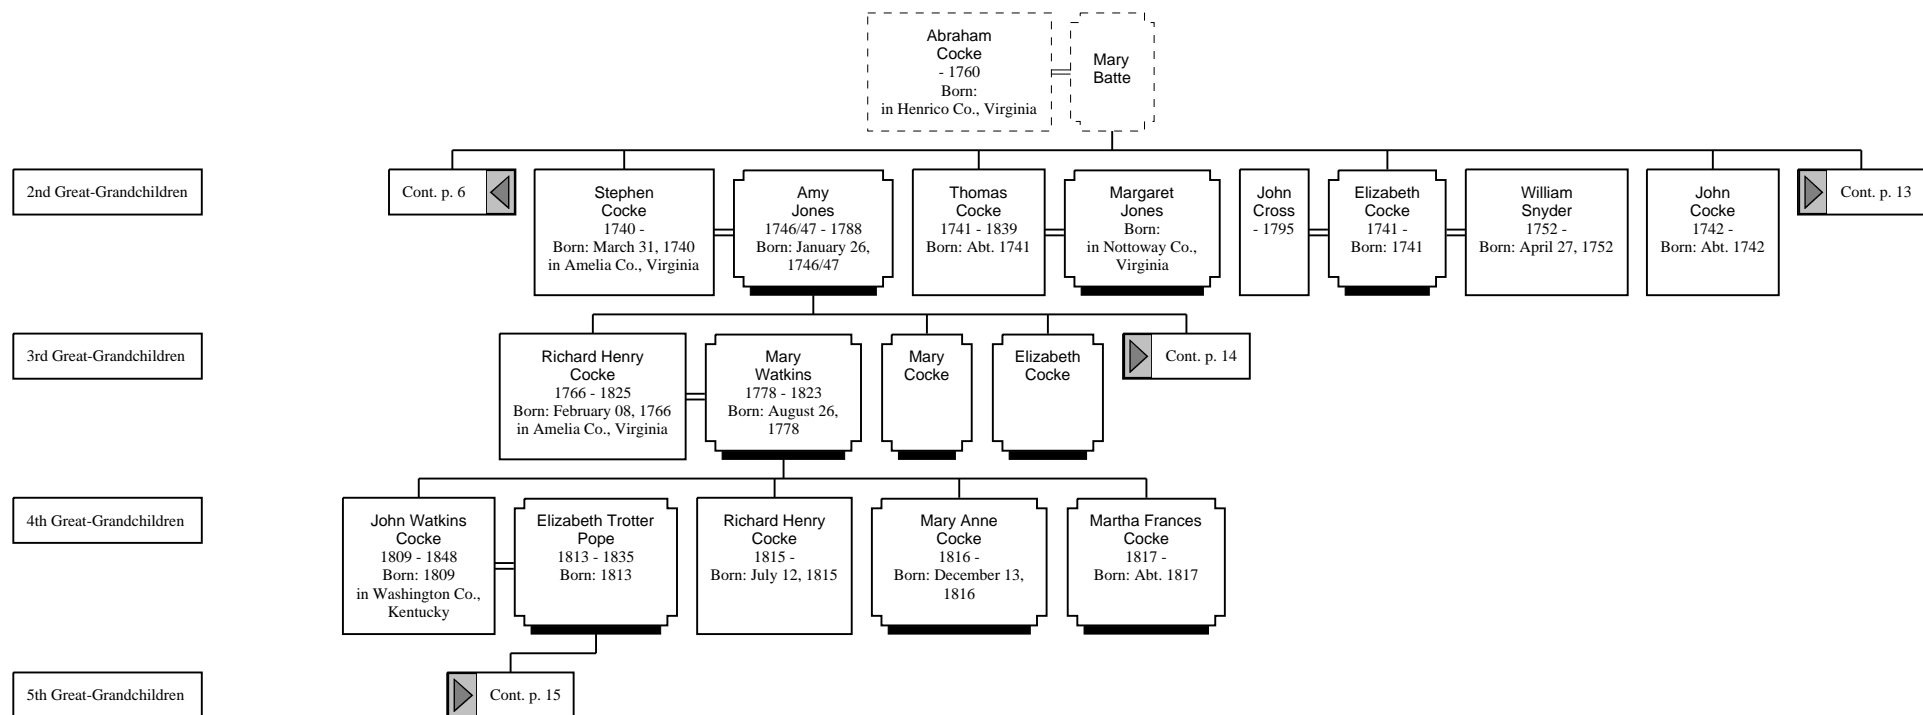 Abraham
Cocke
- 1760
Born:
in Henrico Co., Virginia
Mary
Batte
2nd Great-Grandchildren
Cont. p. 6
Stephen
Cocke
1740 -
Born: March 31, 1740
in Amelia Co., Virginia
Amy
Jones
1746/47 - 1788
Born: January 26,
1746/47
Thomas
Cocke
1741 - 1839
Born: Abt. 1741
Margaret
Jones
Born:
in Nottoway Co.,
Virginia
John
Cross
- 1795
Elizabeth
Cocke
1741 -
Born: 1741
William
Snyder
1752 -
Born: April 27, 1752
John
Cocke
1742 -
Born: Abt. 1742
Cont. p. 13
3rd Great-Grandchildren
Richard Henry
Cocke
1766 - 1825
Born: February 08, 1766
in Amelia Co., Virginia
Mary
Watkins
1778 - 1823
Born: August 26,
1778
Mary
Cocke
Elizabeth
Cocke
Cont. p. 14
4th Great-Grandchildren
John Watkins
Cocke
1809 - 1848
Born: 1809
in Washington Co.,
Kentucky
Elizabeth Trotter
Pope
1813 - 1835
Born: 1813
Richard Henry
Cocke
1815 -
Born: July 12, 1815
Mary Anne
Cocke
1816 -
Born: December 13,
1816
Martha Frances
Cocke
1817 -
Born: Abt. 1817
5th Great-Grandchildren
Cont. p. 15